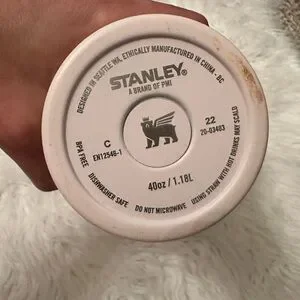 DESIGNED IN SEATTLE WA, ETHICALLY MANUFACTURED IN CHINA - BC
STANLEY®
A BRAND OF PMI
C
EN12546-1
22
20-03403
BPA FREE
40oz / 1.18L
DISHWASHER SAFE
DO NOT MICROWAVE
USING STRAW WITH HOT DRINKS MAY SCALD